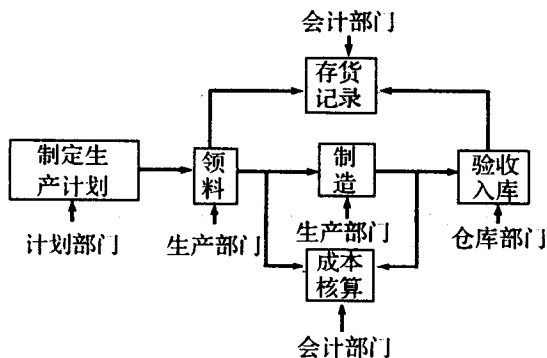 会计部门
存货
记录
制定生
产计划
领
料
制
造
验收
入库
计划部门
生产部门
生产部门
仓库部门
成本
核算
会计部门